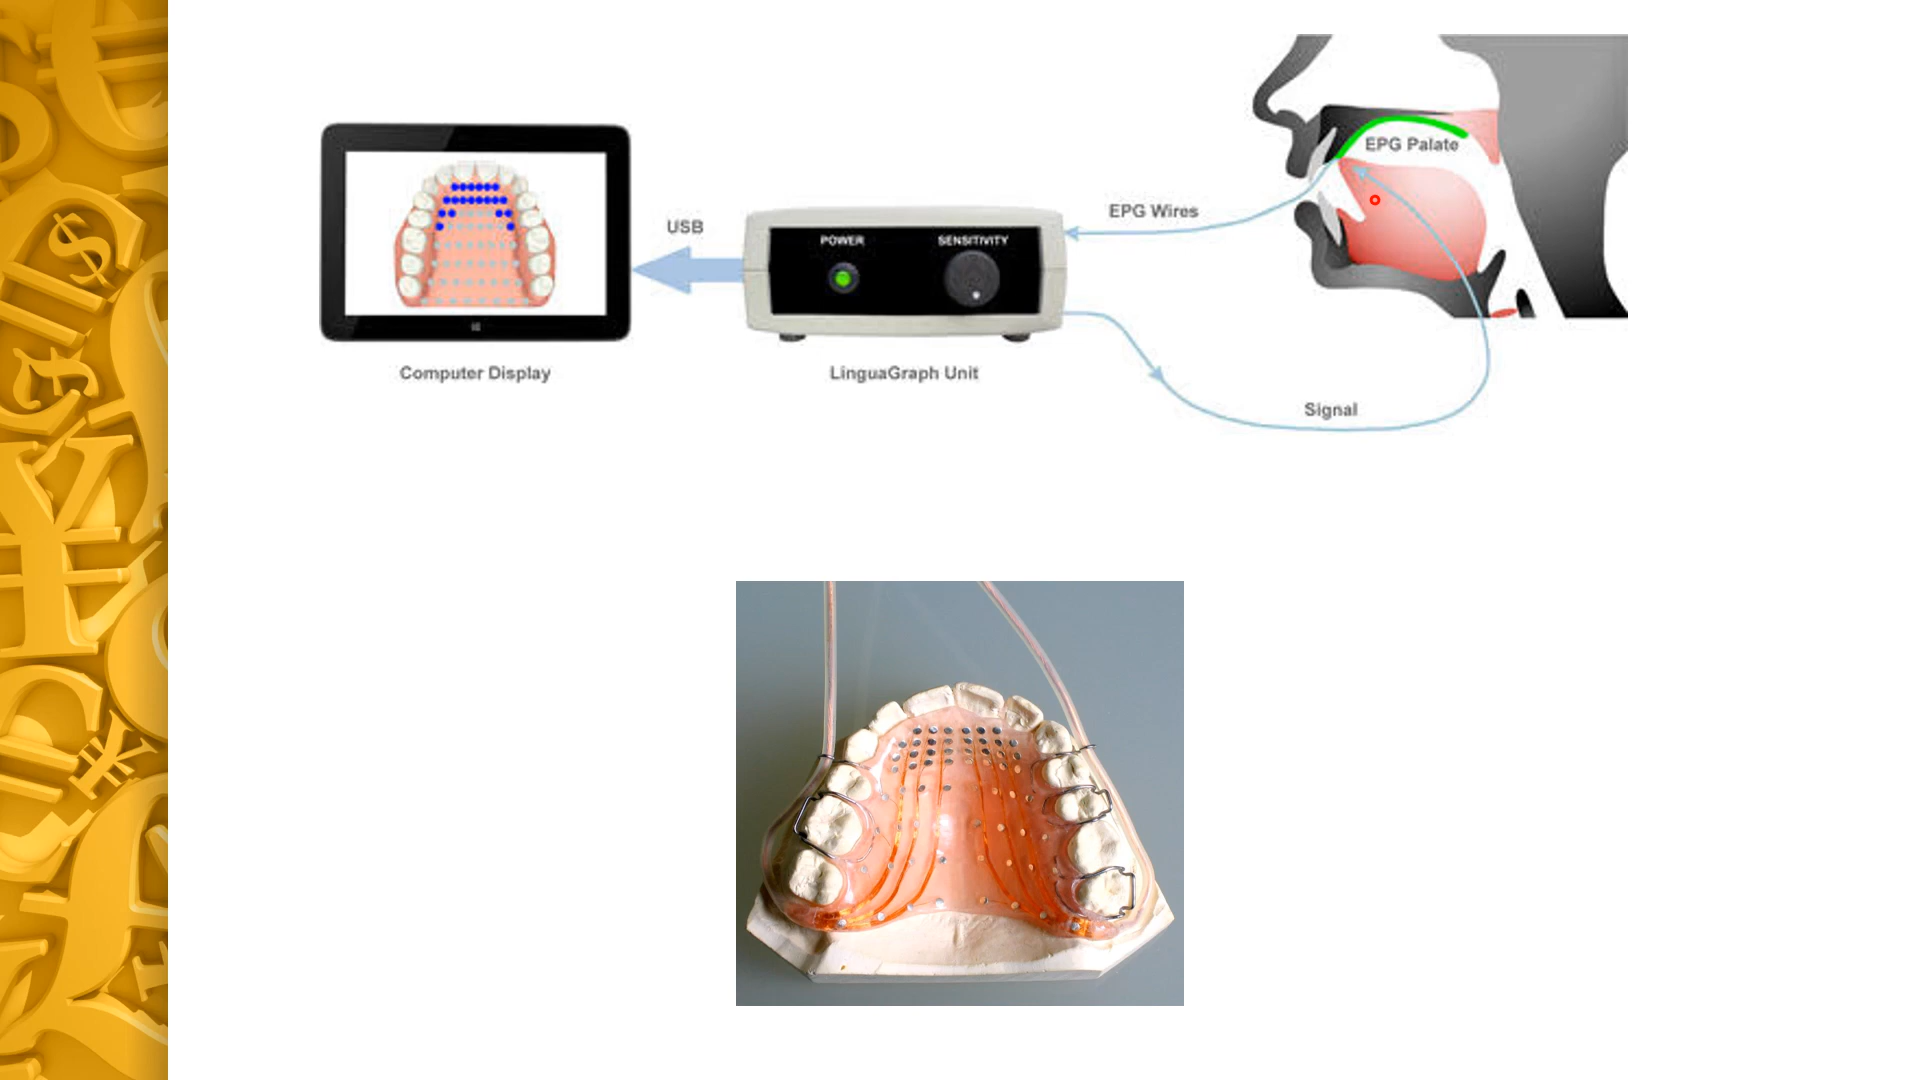 EPG Palate
EPG Wires
USB
POWER
SENSITIVITY
Computer Display
LinguaGraph Unit
Signal